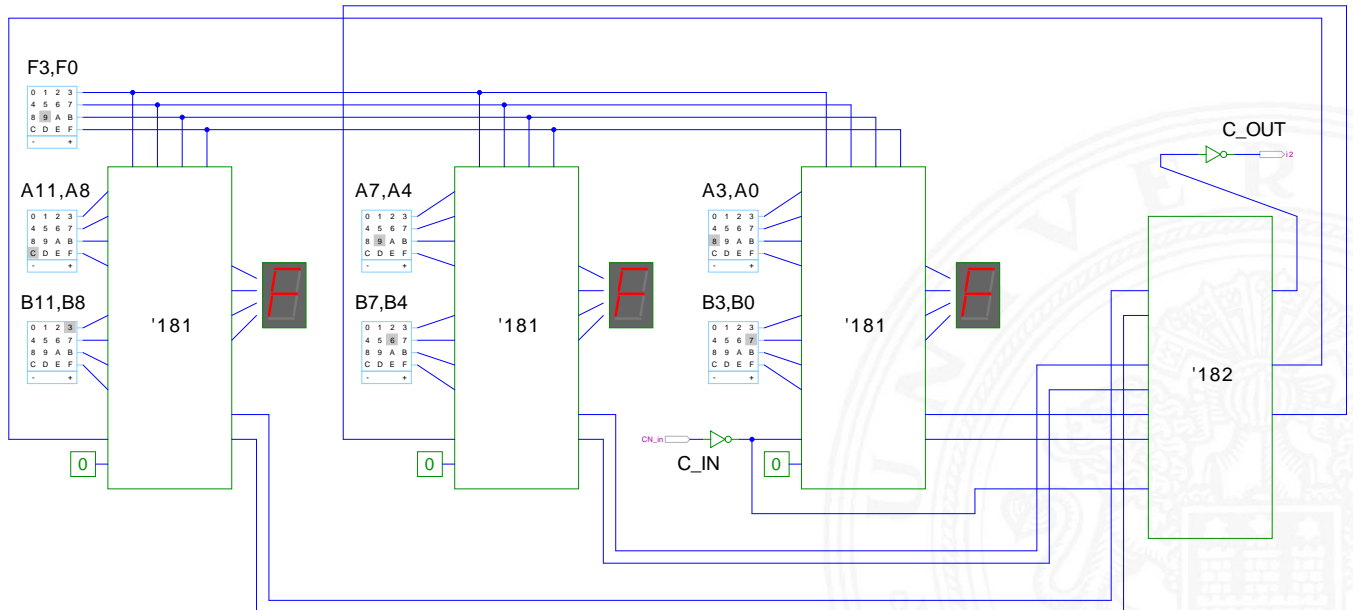 F3,F0
0 1 2 3
4 5 6 7
8 9 A B
C D E F
- +
C_OUT
i2
A11,A8
0 1 2 3
4 5 6 7
8 9 A B
C D E F
- +
A7,A4
0 1 2 3
4 5 6 7
8 9 A B
C D E F
- +
A3,A0
0 1 2 3
4 5 6 7
8 9 A B
C D E F
- +
F
F
F
B11,B8
0 1 2 3
4 5 6 7
8 9 A B
C D E F
- +
'181
B7,B4
0 1 2 3
4 5 6 7
8 9 A B
C D E F
- +
'181
B3,B0
0 1 2 3
4 5 6 7
8 9 A B
C D E F
- +
'181
'182
CN_in
C_IN
0
0
0
U N I V E R